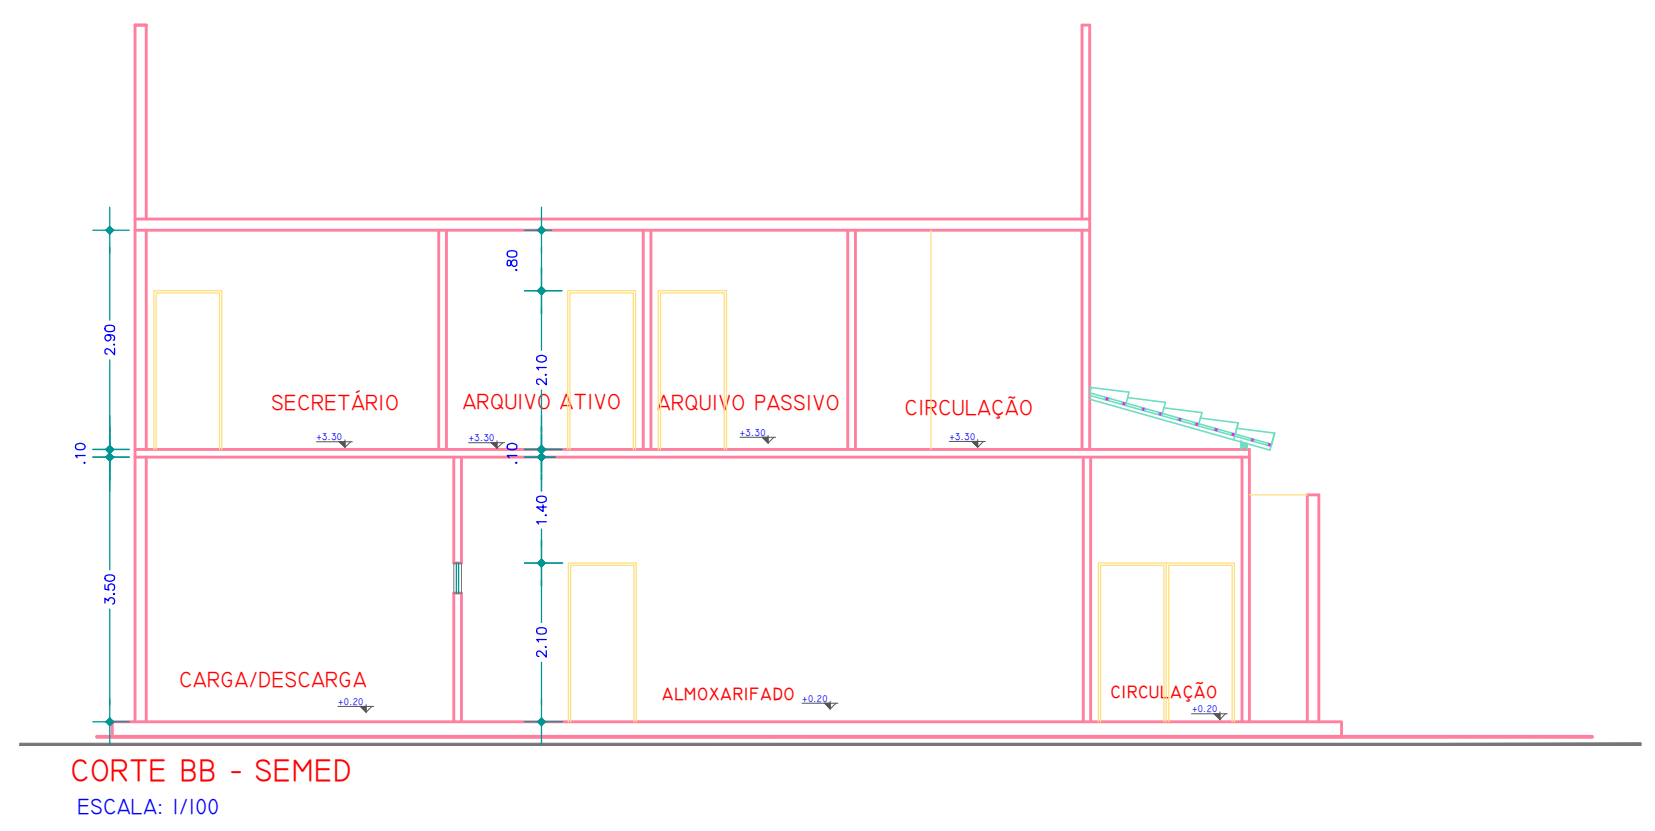 .80
2.90
2.10
SECRETÁRIO
ARQUIVO ATIVO
ARQUIVO PASSIVO
CIRCULAÇÃO
+3.30
+3.30
+3.30
+3.30
.10
.10
1.40
3.50
2.10
CARGA/DESCARGA
ALMOXARIFADO
CIRCULAÇÃO
+0.20
+0.20
+0.20
CORTE BB - SEMED
ESCALA: 1/100